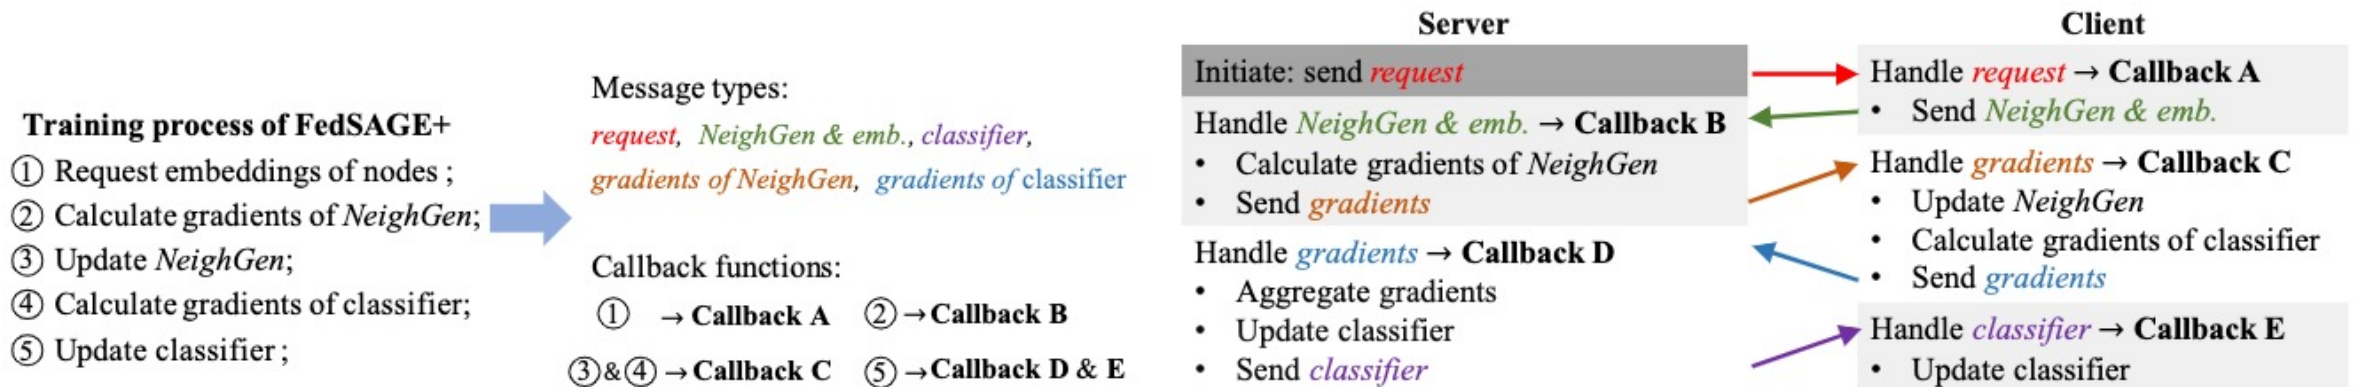 Training process of FedSAGE+
① Request embeddings of nodes ;
② Calculate gradients of NeighGen;
③ Update NeighGen;
④ Calculate gradients of classifier;
⑤ Update classifier ;
Message types:
request, NeighGen & emb., classifier,
gradients of NeighGen, gradients of classifier
Callback functions:
① → Callback A ② → Callback B
③&④ → Callback C ⑤ → Callback D & E
Server
Initiate: send request
Handle NeighGen & emb. → Callback B
• Calculate gradients of NeighGen
• Send gradients
Handle gradients → Callback D
• Aggregate gradients
• Update classifier
• Send classifier
Client
Handle request → Callback A
• Send NeighGen & emb.
Handle gradients → Callback C
• Update NeighGen
• Calculate gradients of classifier
• Send gradients
Handle classifier → Callback E
• Update classifier